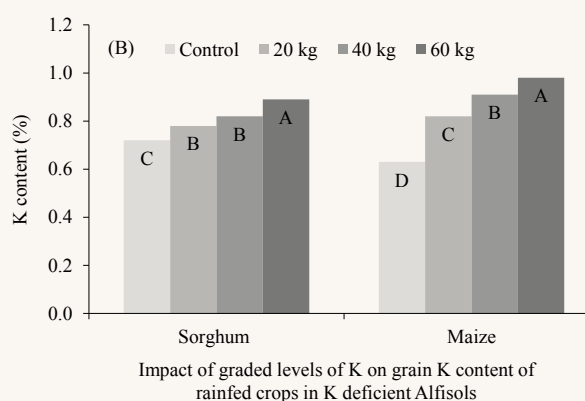 1.2
(B)
Control 20 kg 40 kg 60 kg
1.0
0.8
0.6
0.4
0.2
0.0
K content (%)
C B B A
D C B A
Sorghum Maize
Impact of graded levels of K on grain K content of
rainfed crops in K deficient Alfisols